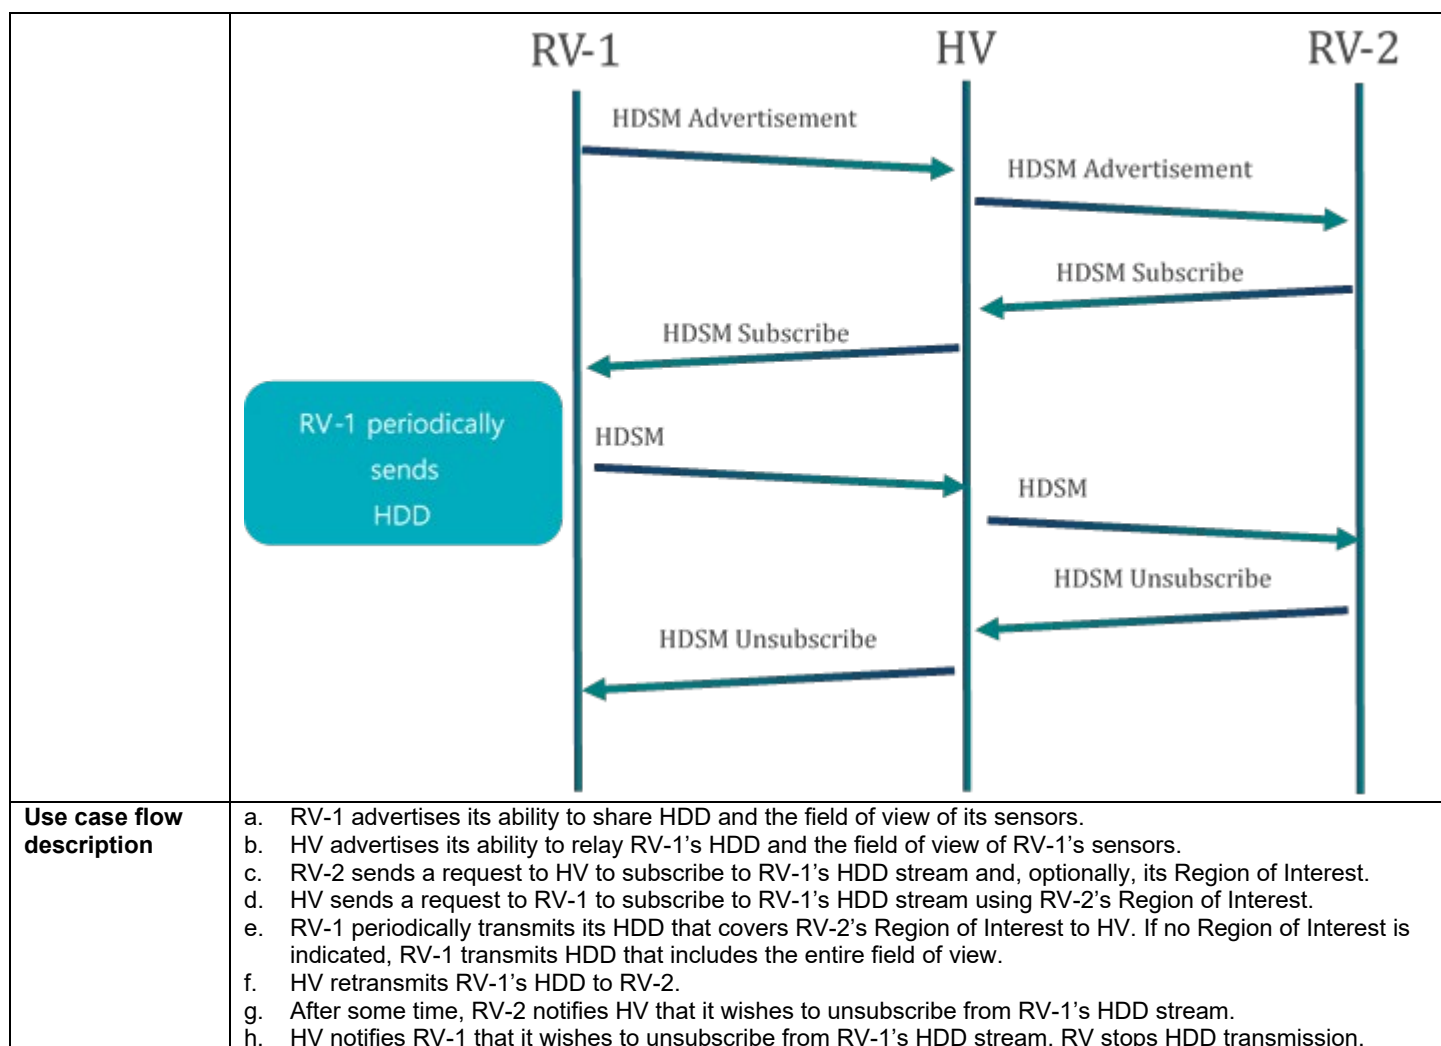 RV-1
HV
RV-2
HDSM Advertisement
HDSM Advertisement
HDSM Subscribe
HDSM Subscribe
RV-1 periodically
sends
HDD
HDSM
HDSM
HDSM Unsubscribe
HDSM Unsubscribe
Use case flow
description
a. RV-1 advertises its ability to share HDD and the field of view of its sensors.
b. HV advertises its ability to relay RV-1's HDD and the field of view of RV-1's sensors.
c. RV-2 sends a request to HV to subscribe to RV-1's HDD stream and, optionally, its Region of Interest.
d. HV sends a request to RV-1 to subscribe to RV-1's HDD stream using RV-2's Region of Interest.
e. RV-1 periodically transmits its HDD that covers RV-2's Region of Interest to HV. If no Region of Interest is
indicated, RV-1 transmits HDD that includes the entire field of view.
f. HV retransmits RV-1's HDD to RV-2.
g. After some time, RV-2 notifies HV that it wishes to unsubscribe from RV-1's HDD stream.
h. HV notifies RV-1 that it wishes to unsubscribe from RV-1's HDD stream. RV stops HDD transmission.